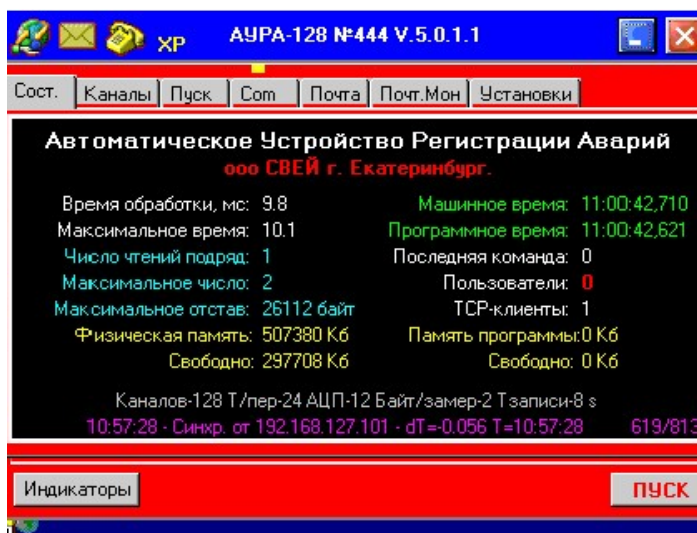 XP АУРА-128 №444 V.5.0.1.1
Сост. Каналы Пуск Com Почта Почт.Мон Установки
Автоматическое Устройство Регистрации Аварий
ооо СВЕЙ г. Екатеринбург.
Время обработки, мс: 9.8 Машинное время: 11:00:42,710
Максимальное время: 10.1 Программное время: 11:00:42,621
Число чтений подряд: 1 Последняя команда: 0
Максимальное число: 2 Пользователи: 0
Максимальное отстав: 26112 байт TCP-клиенты: 1
Физическая память: 507380 Кб Память программы:0 Кб
Свободно: 297708 Кб Свободно: 0 Кб
Каналов-128 Т/пер-24 АЦП-12 Байт/замер-2 Тзаписи-8 s
10:57:28 - Синхр. от 192.168.127.101 - dT=-0.056 T=10:57:28 619/813
Индикаторы ПУСК